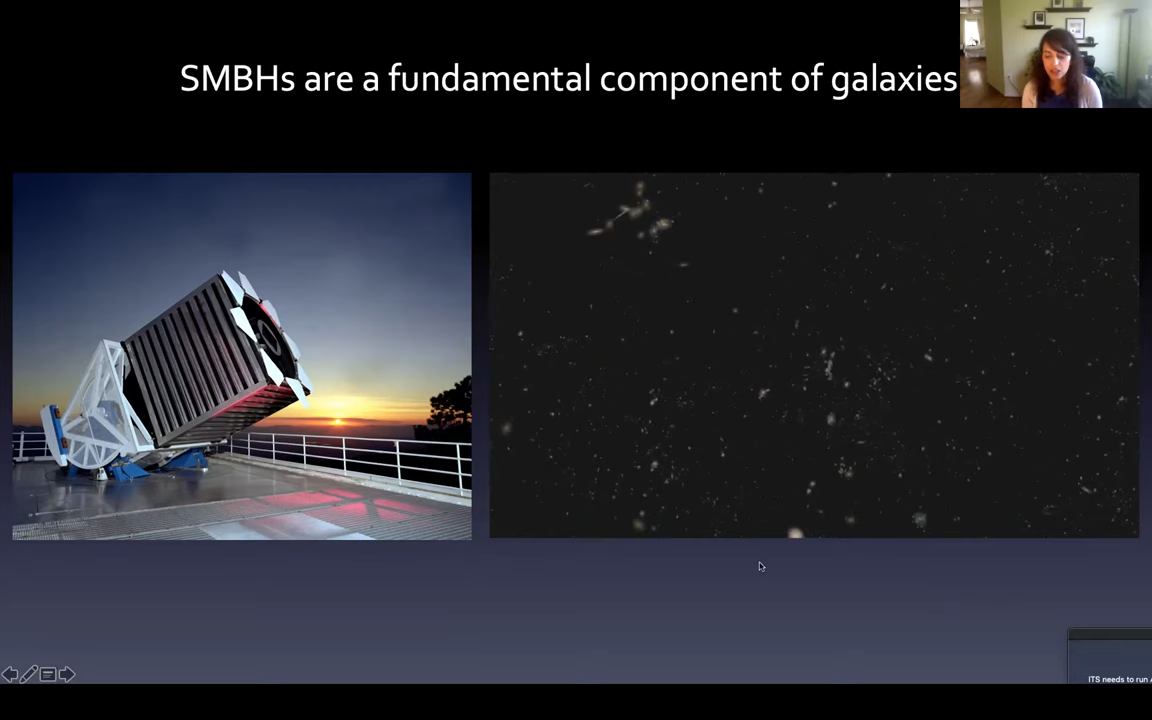 SMBHs are a fundamental component of galaxies
ITS needs to run